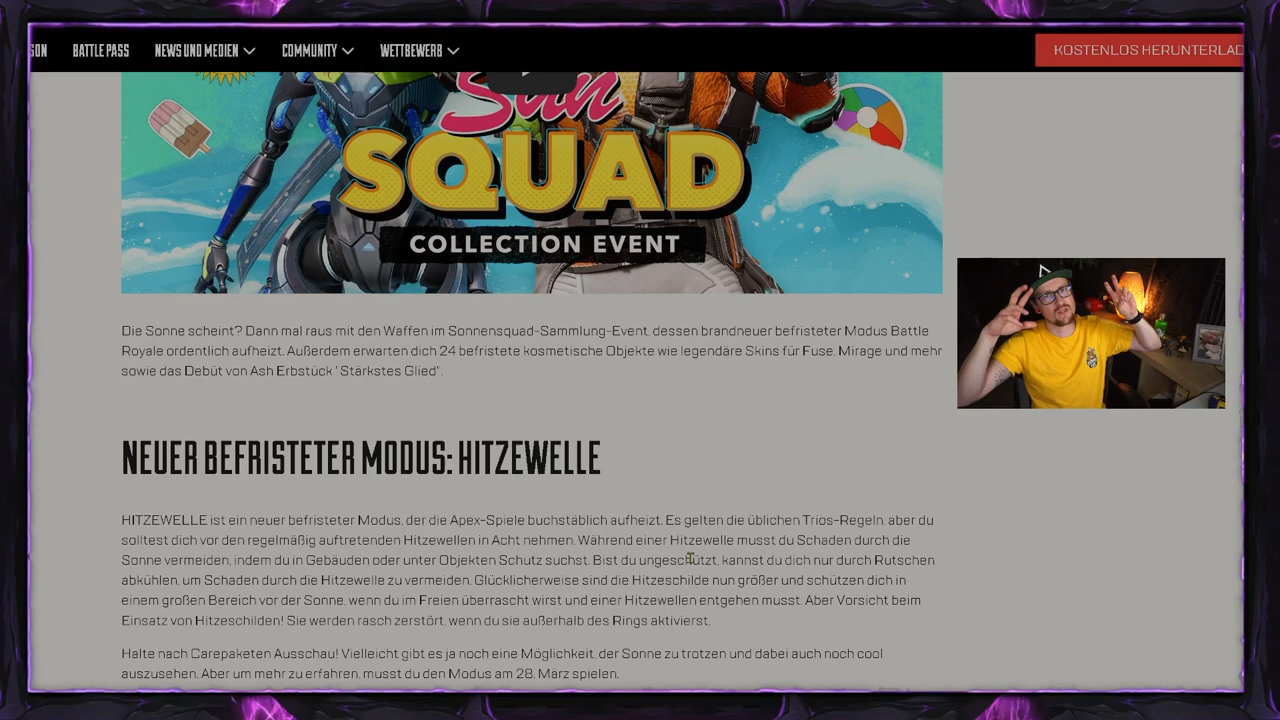 SON BATTLE PASS NEWS UND MEDIEN COMMUNITY WETTBEWERB KOSTENLOS HERUNTERLAD
Sun
SQUAD
COLLECTION EVENT
Die Sonne scheint? Dann mal raus mit den Waffen im Sonnensquad-Sammlung-Event, dessen brandneuer befristeter Modus Battle
Royale ordentlich aufheizt. Außerdem erwarten dich 24 befristete kosmetische Objekte wie legendäre Skins für Fuse, Mirage und mehr
sowie das Debüt von Ash Erbstück "Stärkstes Glied".
NEUER BEFRISTETER MODUS: HITZEWELLE
HITZEWELLE ist ein neuer befristeter Modus, der die Apex-Spiele buchstäblich aufheizt. Es gelten die üblichen Trios-Regeln, aber du
solltest dich vor den regelmäßig auftretenden Hitzewellen in Acht nehmen. Während einer Hitzewelle musst du Schaden durch die
Sonne vermeiden, indem du in Gebäuden oder unter Objekten Schutz suchst. Bist du ungeschützt, kannst du dich nur durch Rutschen
abkühlen, um Schaden durch die Hitzewelle zu vermeiden. Glücklicherweise sind die Hitzeschilde nun größer und schützen dich in
einem großen Bereich vor der Sonne, wenn du im Freien überrascht wirst und einer Hitzewellen entgehen musst. Aber Vorsicht beim
Einsatz von Hitzeschilden! Sie werden rasch zerstört, wenn du sie außerhalb des Rings aktivierst.
Halte nach Carepaketen Ausschau! Vielleicht gibt es ja noch eine Möglichkeit, der Sonne zu trotzen und dabei auch noch cool
auszusehen. Aber um mehr zu erfahren, musst du den Modus am 28. März spielen.